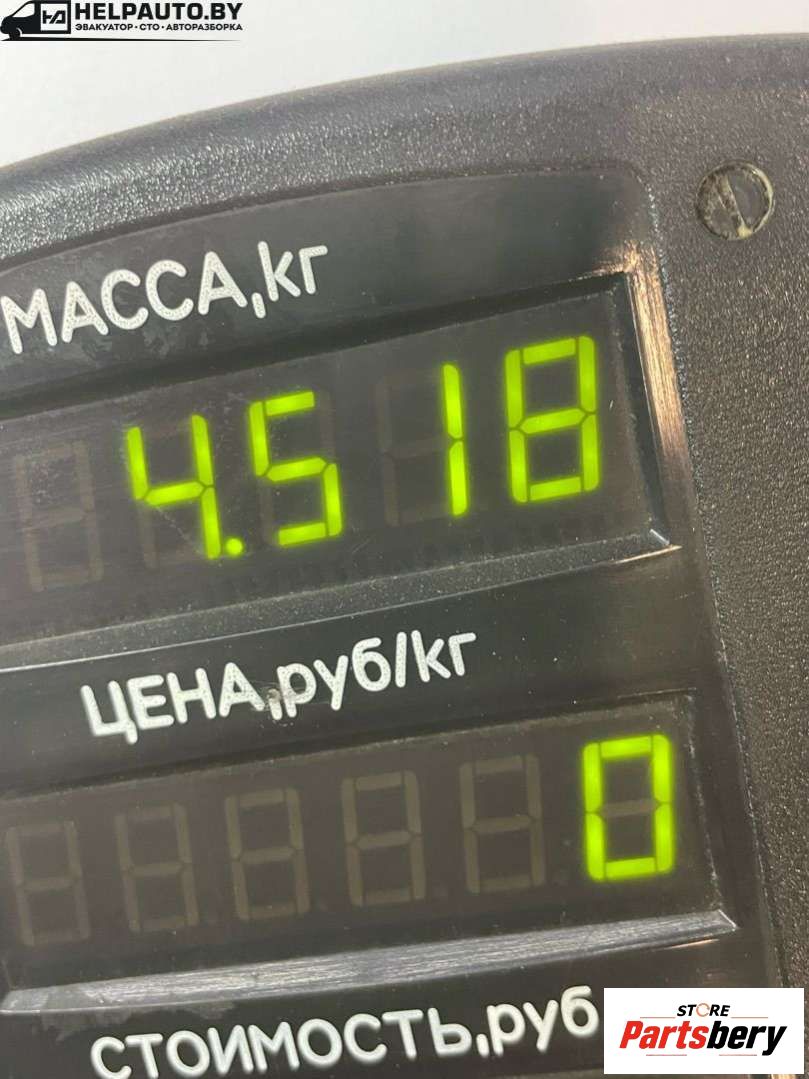 HELPAUTO.BY
ЭВАКУАТОР • СТО • АВТОРАЗБОРКА
МАССА,кг
4.518
ЦЕНА,руб/кг
0
СТОИМОСТЬ,руб
STORE
Partsbery